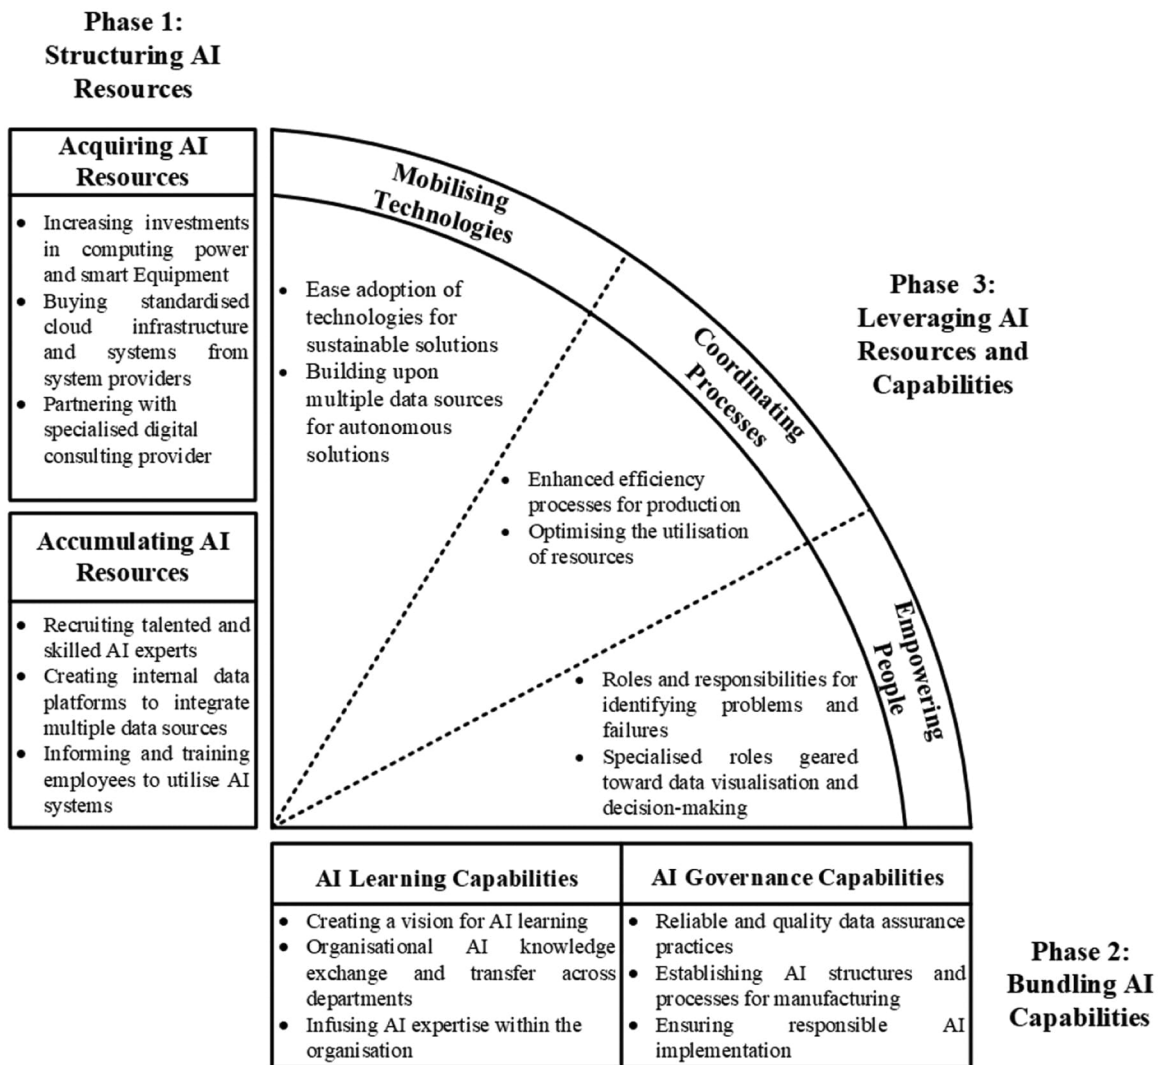 Phase 1:
Structuring AI
Resources
Acquiring AI
Resources
• Increasing investments
in computing power
and smart Equipment
• Buying standardised
cloud infrastructure
and systems from
system providers
• Partnering with
specialised digital
consulting provider
Accumulating AI
Resources
• Recruiting talented and
skilled AI experts
• Creating internal data
platforms to integrate
multiple data sources
• Informing and training
employees to utilise AI
systems
Mobilising
Technologies
• Ease adoption of
technologies for
sustainable solutions
• Building upon
multiple data sources
for autonomous
solutions
Coordinating
Processes
• Enhanced efficiency
processes for production
• Optimising the utilisation
of resources
Empowering
People
• Roles and responsibilities for
identifying problems and
failures
• Specialised roles geared
toward data visualisation and
decision-making
Phase 3:
Leveraging AI
Resources and
Capabilities
AI Learning Capabilities
• Creating a vision for AI learning
• Organisational AI knowledge
exchange and transfer across
departments
• Infusing AI expertise within the
organisation
AI Governance Capabilities
• Reliable and quality data assurance
practices
• Establishing AI structures and
processes for manufacturing
• Ensuring responsible AI
implementation
Phase 2:
Bundling AI
Capabilities